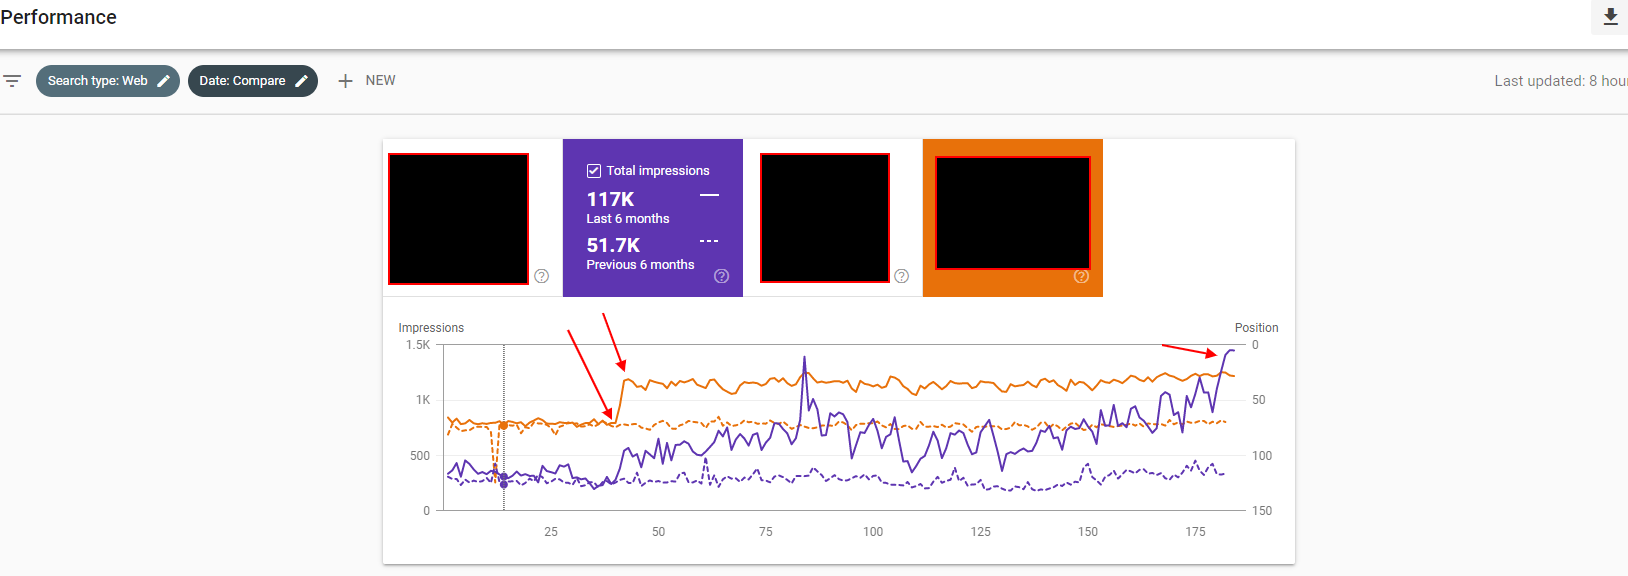 Performance
Search type: Web
Date: Compare
NEW
Last updated: 8 hou
Total impressions
117K
Last 6 months
51.7K
Previous 6 months
Impressions
Position
1.5K
0
1K
50
500
100
0
150
25 50 75 100 125 150 175